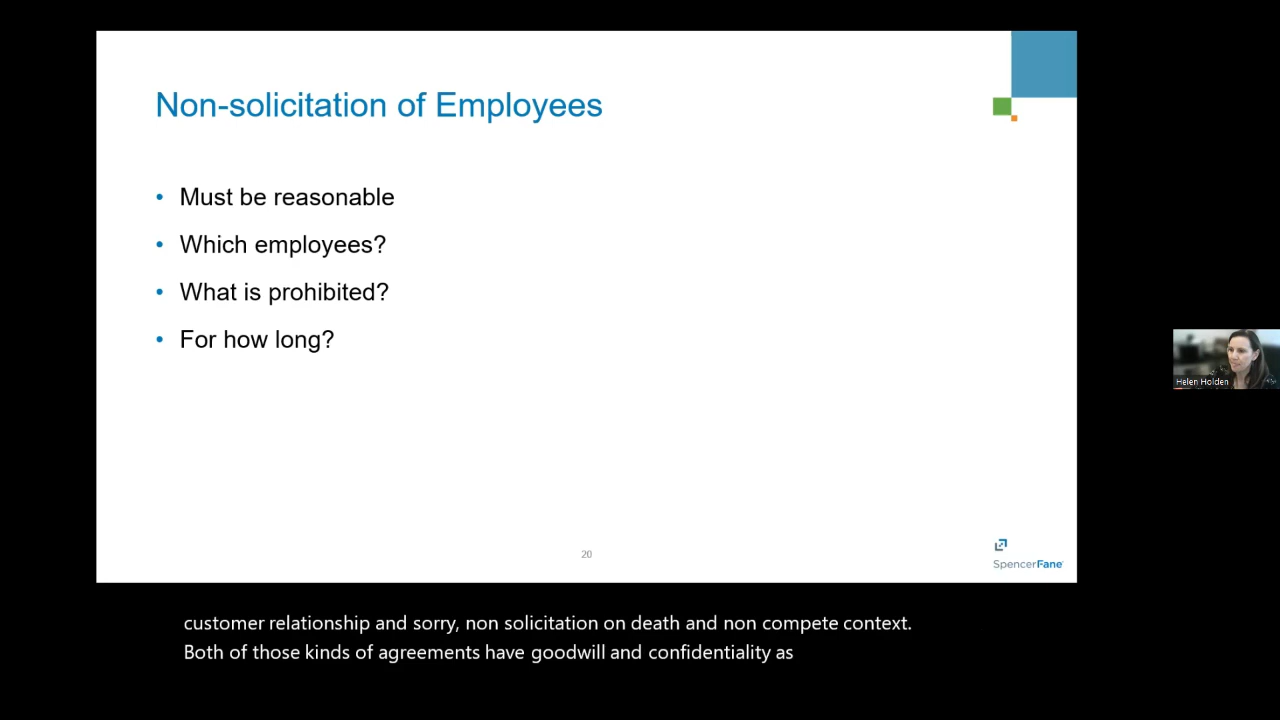 Non-solicitation of Employees
• Must be reasonable
• Which employees?
• What is prohibited?
• For how long?
Helen Holden
20
SpencerFane
customer relationship and sorry, non solicitation on death and non compete context.
Both of those kinds of agreements have goodwill and confidentiality as